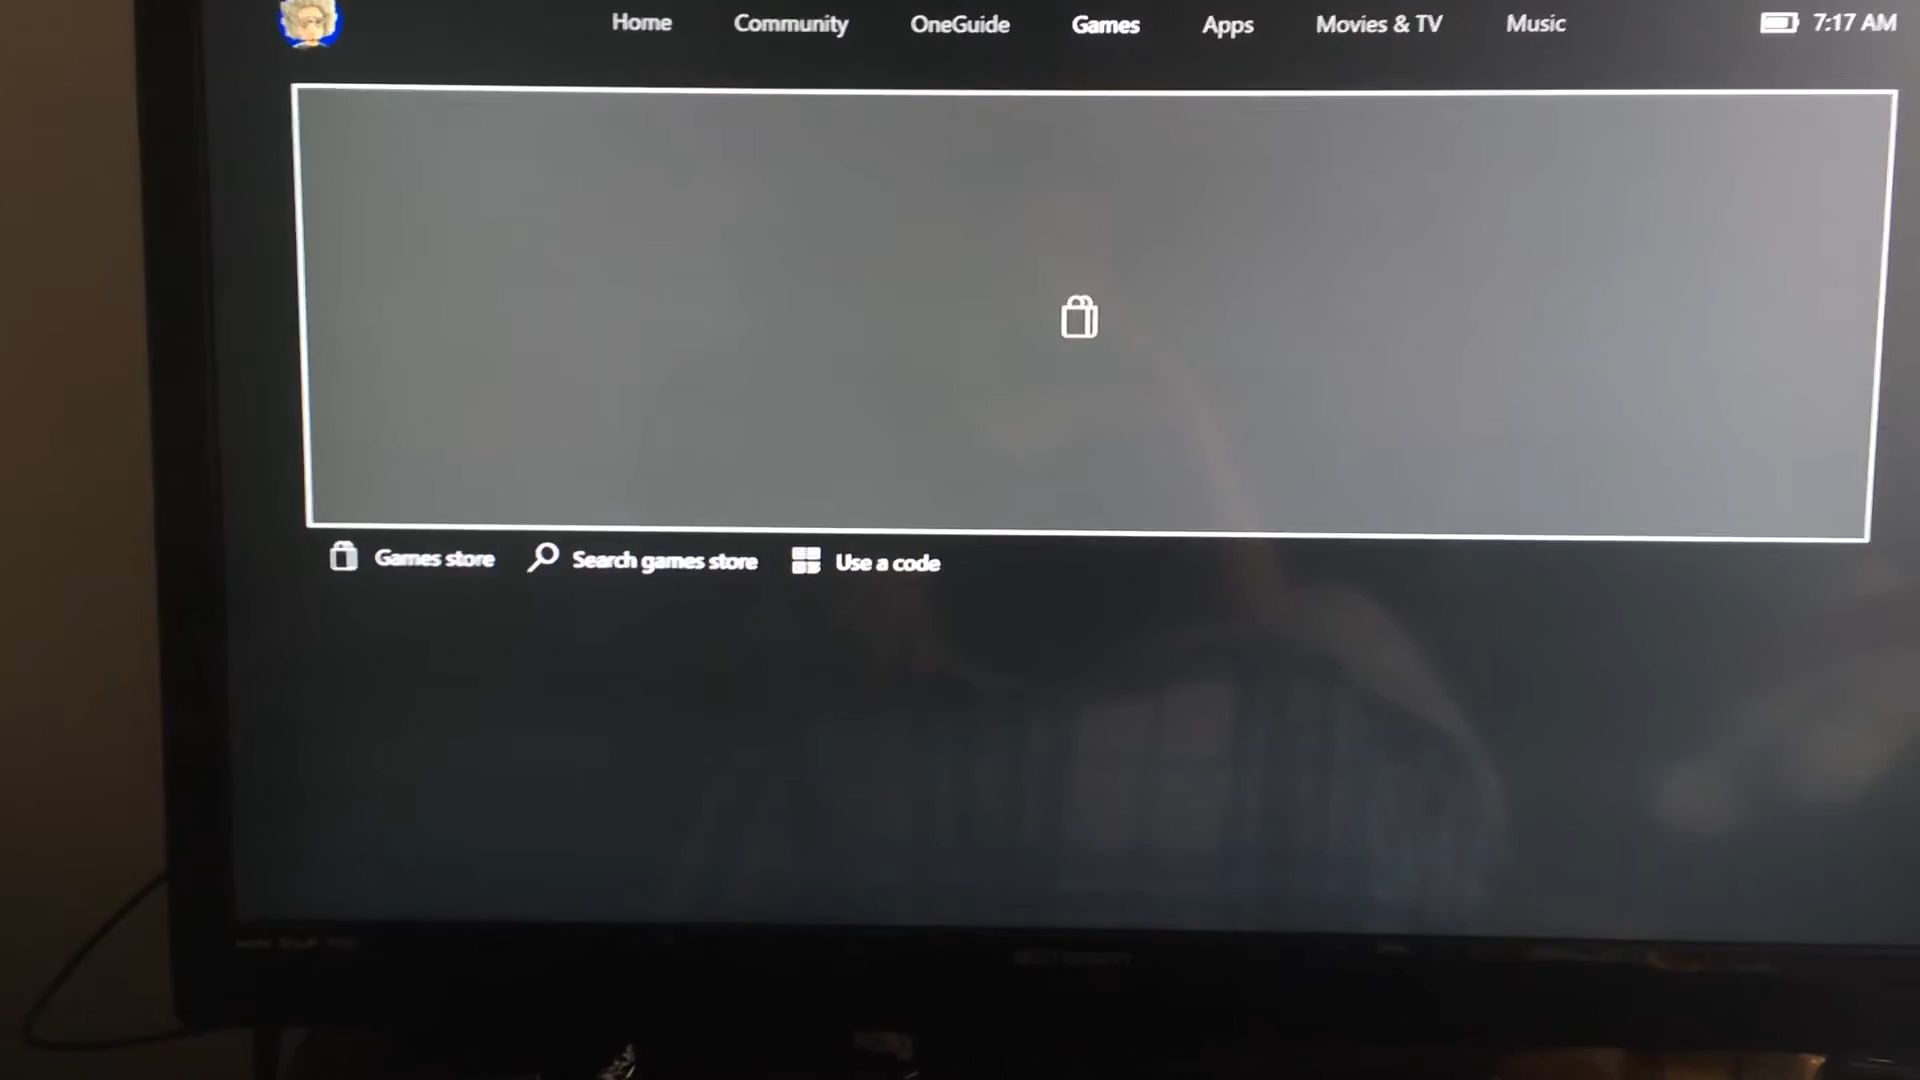 Home Community OneGuide Games Apps Movies & TV Music 7:17 AM
Games store Search games store Use a code